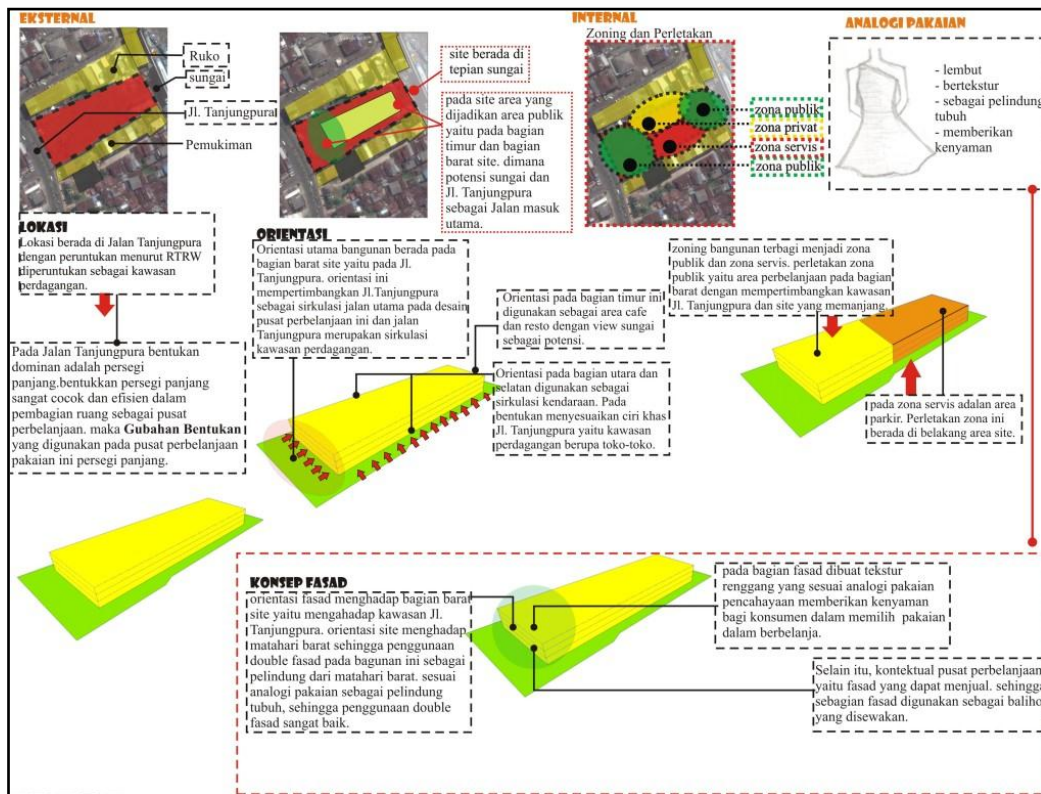 EKSTERNAL
Ruko
sungai
Jl. Tanjungpura
Pemukiman
site berada di
tepian sungai
pada site area yang
dijadikan area publik
yaitu pada bagian
timur dan bagian
barat site. dimana
potensi sungai dan
Jl. Tanjungpura
sebagai Jalan masuk
utama.
INTERNAL
Zoning dan Perletakan
zona publik
zona privat
zona servis
zona publik
ANALOGI PAKAIAN
- lembut
- bertekstur
- sebagai pelindung
tubuh
- memberikan
kenyaman
LOKASI
Lokasi berada di Jalan Tanjungpura
dengan peruntukan menurut RTRW
diperuntukan sebagai kawasan
perdagangan.
Pada Jalan Tanjungpura bentukan
dominan adalah persegi
panjang.bentukkan persegi panjang
sangat cocok dan efisien dalam
pembagian ruang sebagai pusat
perbelanjaan. maka Gubahan Bentukan
yang digunakan pada pusat perbelanjaan
pakaian ini persegi panjang.
ORIENTASI
Orientasi utama bangunan berada pada
bagian barat site yaitu pada Jl.
Tanjungpura. orientasi ini
mempertimbangkan Jl.Tanjungpura
sebagai sirkulasi jalan utama pada desain
pusat perbelanjaan ini dan jalan
Tanjungpura merupakan sirkulasi
kawasan perdagangan.
Orientasi pada bagian timur ini
digunakan sebagai area cafe
dan resto dengan view sungai
sebagai potensi.
Orientasi pada bagian utara dan
selatan digunakan sebagai
sirkulasi kendaraan. Pada
bentukan menyesuaikan ciri khas
Jl. Tanjungpura yaitu kawasan
perdagangan berupa toko-toko.
zoning bangunan terbagi menjadi zona
publik dan zona servis. perletakan zona
publik yaitu area perbelanjaan pada bagian
barat dengan mempertimbangkan kawasan
Jl. Tanjungpura dan site yang memanjang.
pada zona servis adalan area
parkir. Perletakan zona ini
berada di belakang area site.
KONSEP FASAD
orientasi fasad menghadap bagian barat
site yaitu mengahadap kawasan Jl.
Tanjungpura. orientasi site menghadap
matahari barat sehingga penggunaan
double fasad pada bagunan ini sebagai
pelindung dari matahari barat. sesuai
analogi pakaian sebagai pelindung
tubuh, sehingga penggunaan double
fasad sangat baik.
pada bagian fasad dibuat tekstur
renggang yang sesuai analogi pakaian
pencahayaan memberikan kenyaman
bagi konsumen dalam memilih pakaian
dalam berbelanja.
Selain itu, kontektual pusat perbelanjaan
yaitu fasad yang dapat menjual. sehingga
sebagian fasad digunakan sebagai baliho
yang disewakan.